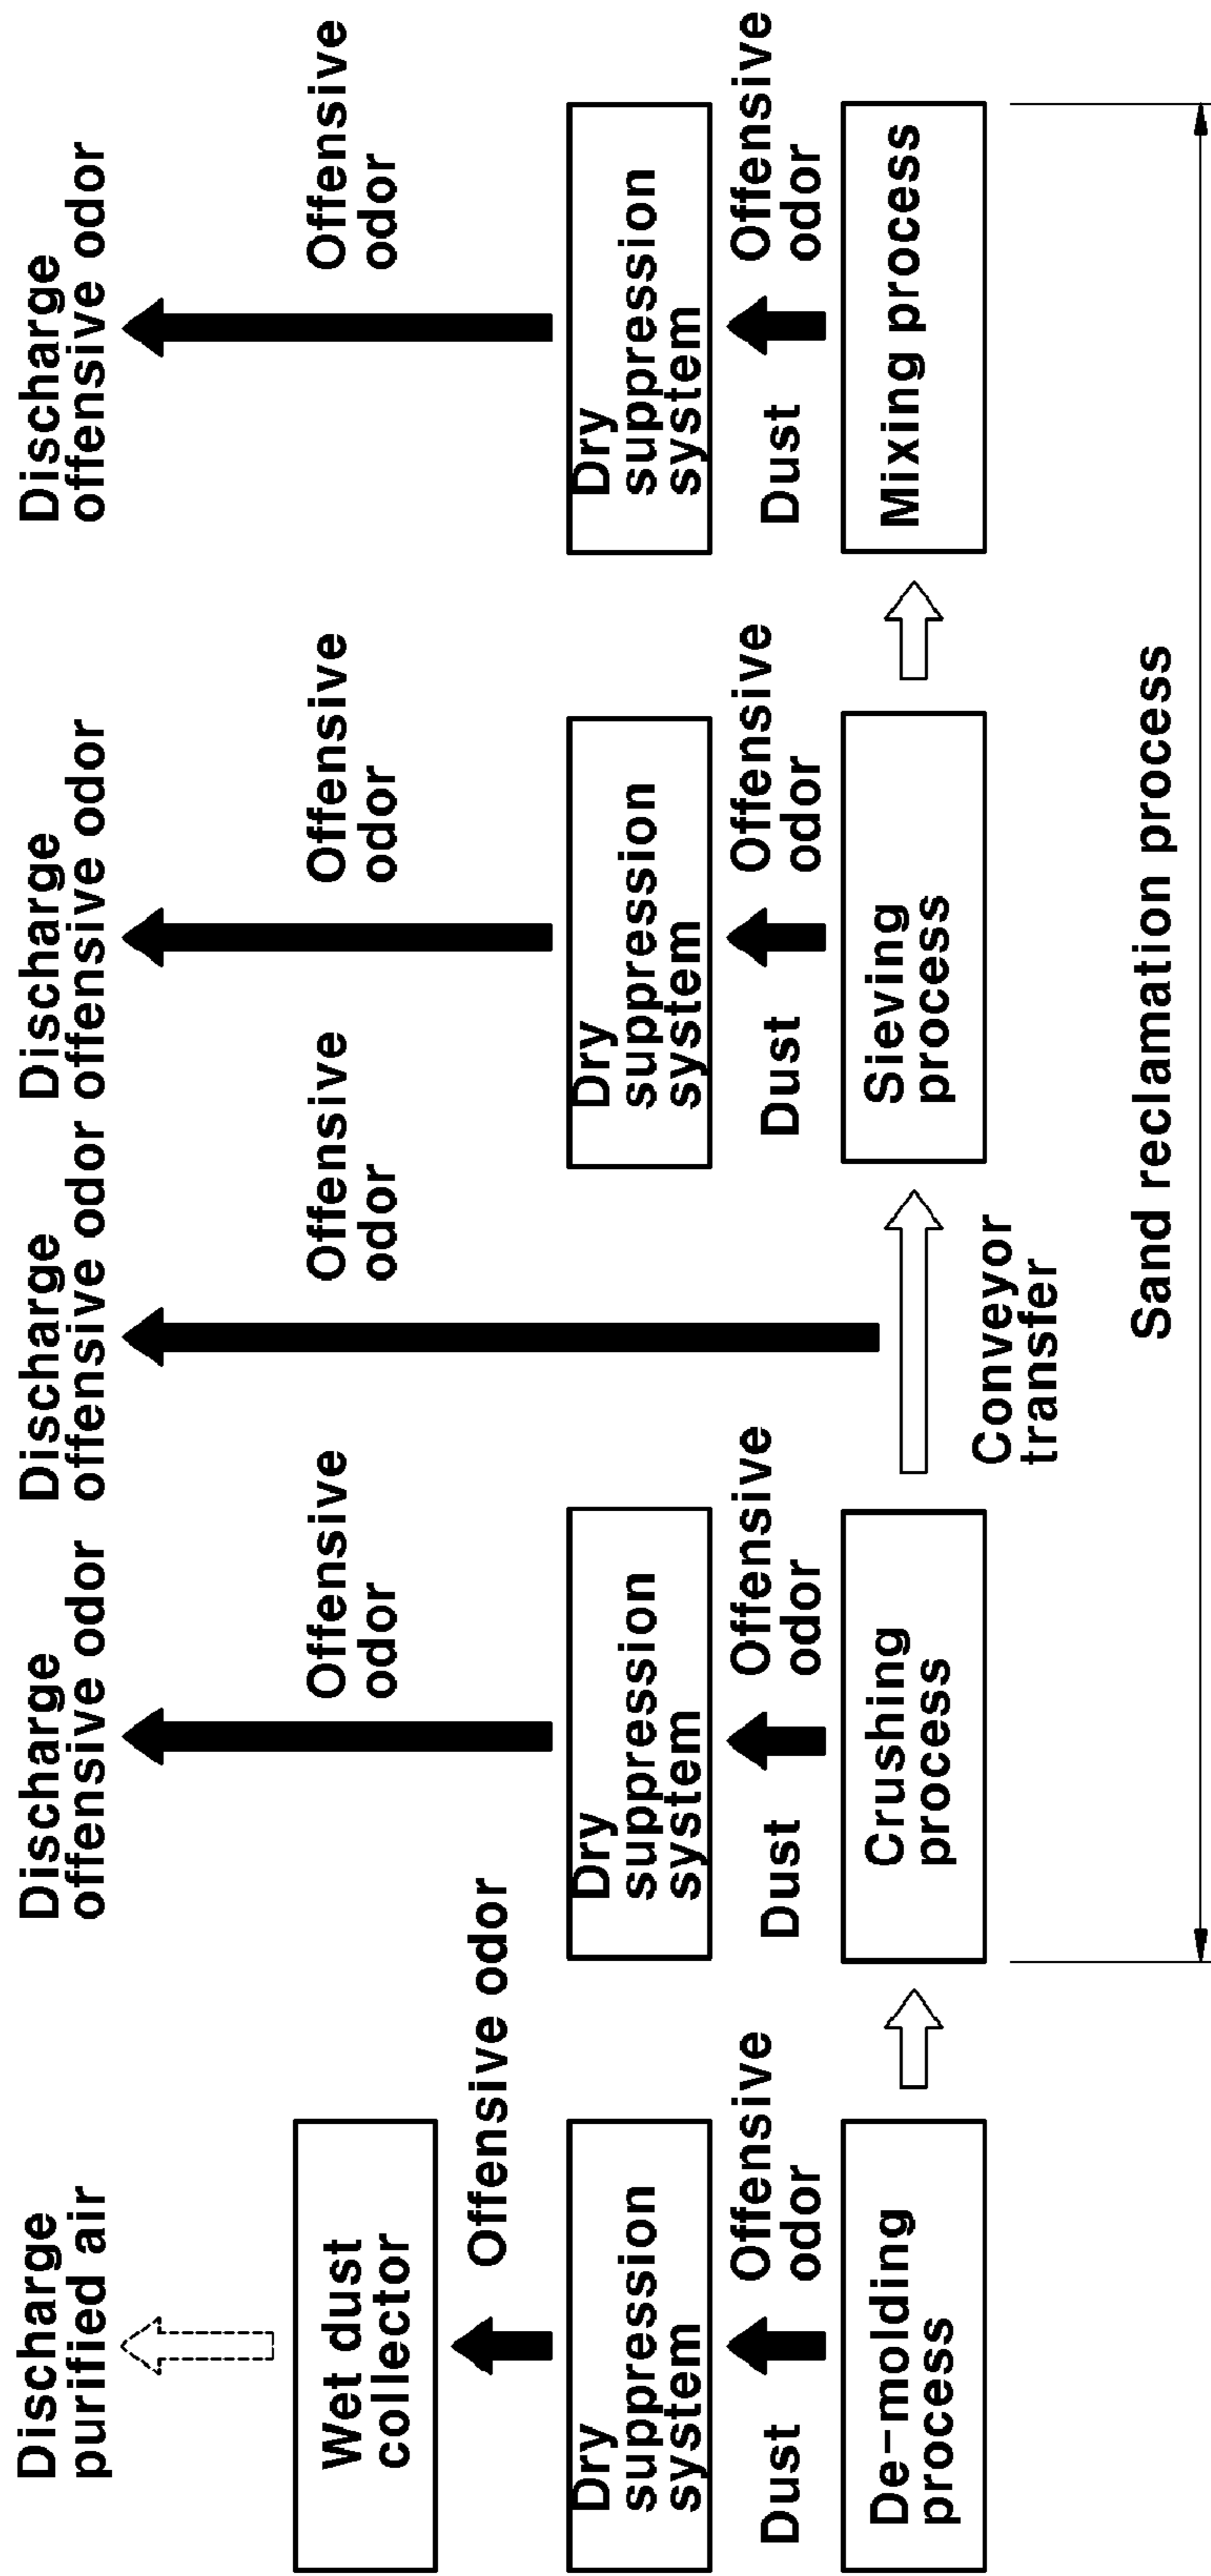 Discharge
purified air
Discharge
offensive odor
Discharge
offensive odor
Discharge
offensive odor
Discharge
offensive odor
Wet dust
collector
Offensive
odor
Offensive
odor
Offensive
odor
Offensive
odor
Offensive odor
Dry
suppression
system
Dry
suppression
system
Dry
suppression
system
Dry
suppression
system
Dust
Offensive
odor
Dust
Offensive
odor
Dust
Offensive
odor
Dust
Offensive
odor
De-molding
process
Crushing
process
Sieving
process
Mixing process
Conveyor
transfer
Sand reclamation process